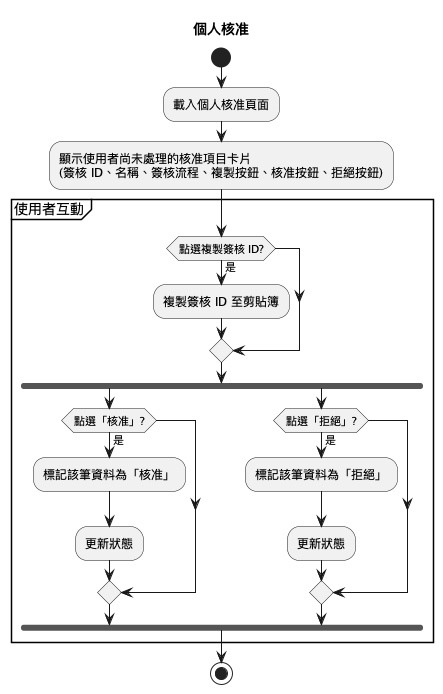 個人核准
載入個人核准頁面
顯示使用者尚未處理的核准項目卡片
(簽核 ID、名稱、簽核流程、複製按鈕、核准按鈕、拒絕按鈕)
使用者互動
點選複製簽核 ID?
是
複製簽核 ID 至剪貼簿
點選「核准」?
是
標記該筆資料為「核准」
更新狀態
點選「拒絕」?
是
標記該筆資料為「拒絕」
更新狀態